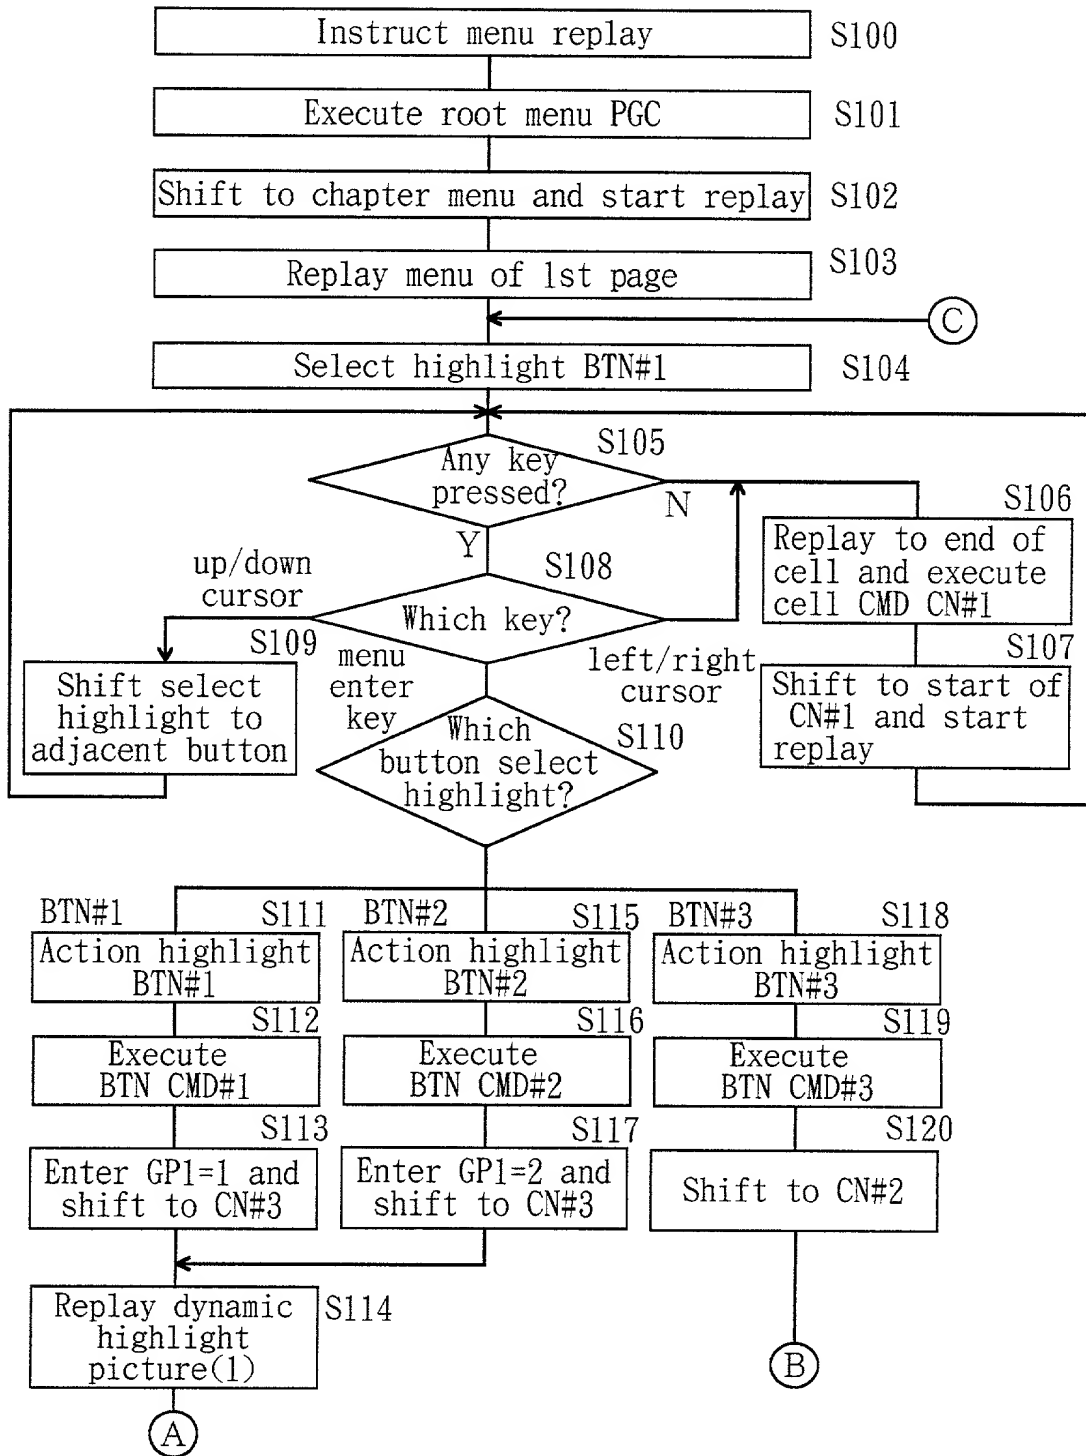 Instruct menu replay
S100
Execute root menu PGC
S101
Shift to chapter menu and start replay
S102
Replay menu of 1st page
S103
C
Select highlight BTN#1
S104
S105
Any key
pressed?
N
Y
S106
Replay to end of
cell and execute
cell CMD CN#1
S108
Which key?
up/down
cursor
S109
Shift select
highlight to
adjacent button
menu
enter
key
left/right
cursor
S107
Shift to start of
CN#1 and start
replay
S110
Which
button select
highlight?
BTN#1
S111
Action highlight
BTN#1
S112
Execute
BTN CMD#1
S113
Enter GP1=1 and
shift to CN#3
BTN#2
S115
Action highlight
BTN#2
S116
Execute
BTN CMD#2
S117
Enter GP1=2 and
shift to CN#3
BTN#3
S118
Action highlight
BTN#3
S119
Execute
BTN CMD#3
S120
Shift to CN#2
Replay dynamic
highlight
picture(1)
S114
B
A